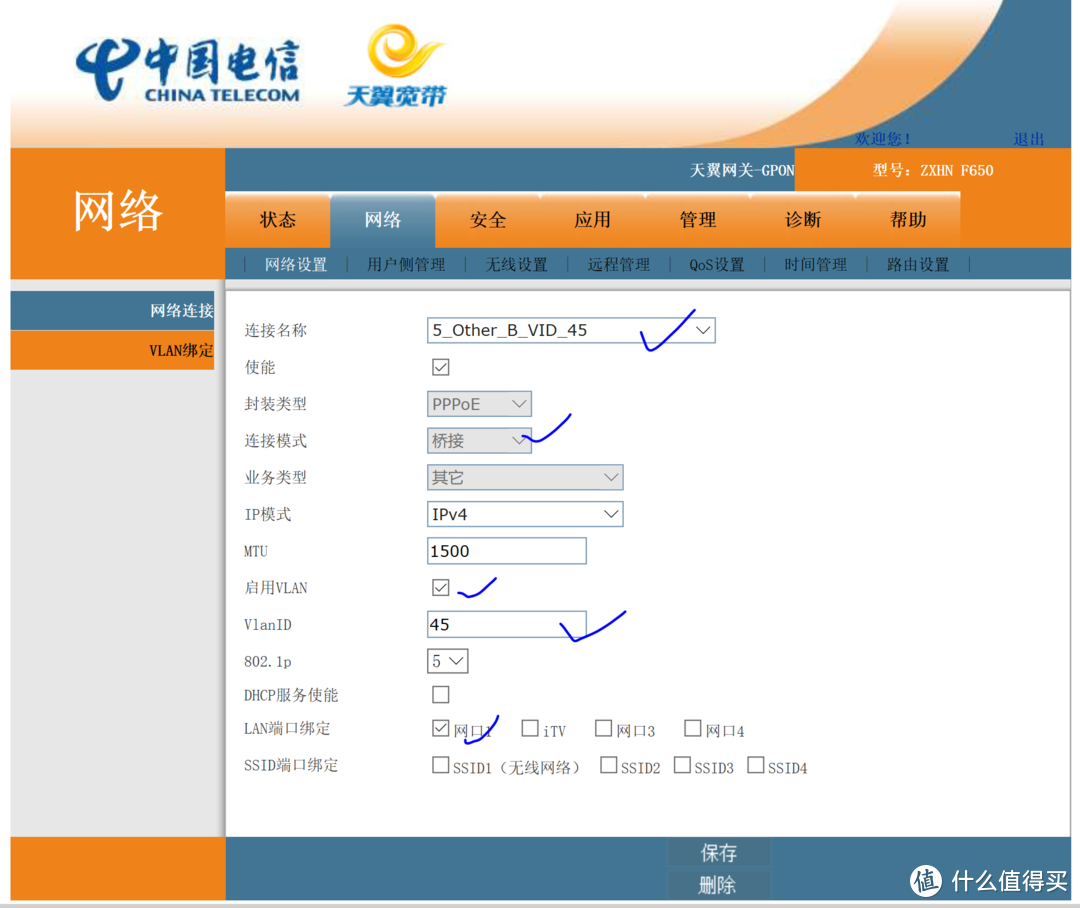 中国电信
CHINA TELECOM
天翼宽带
欢迎您! 退出
网络
天翼网关-GPON 型号: ZXHN F650
状态 网络 安全 应用 管理 诊断 帮助
网络设置 用户侧管理 无线设置 远程管理 QoS设置 时间管理 路由设置
网络连接
VLAN绑定
连接名称 5_Other_B_VID_45
使能
封装类型 PPPoE
连接模式 桥接
业务类型 其它
IP模式 IPv4
MTU 1500
启用VLAN
VlanID 45
802.1p 5
DHCP服务使能
LAN端口绑定 网口1 iTV 网口3 网口4
SSID端口绑定 SSID1（无线网络） SSID2 SSID3 SSID4
保存
删除
值 什么值得买